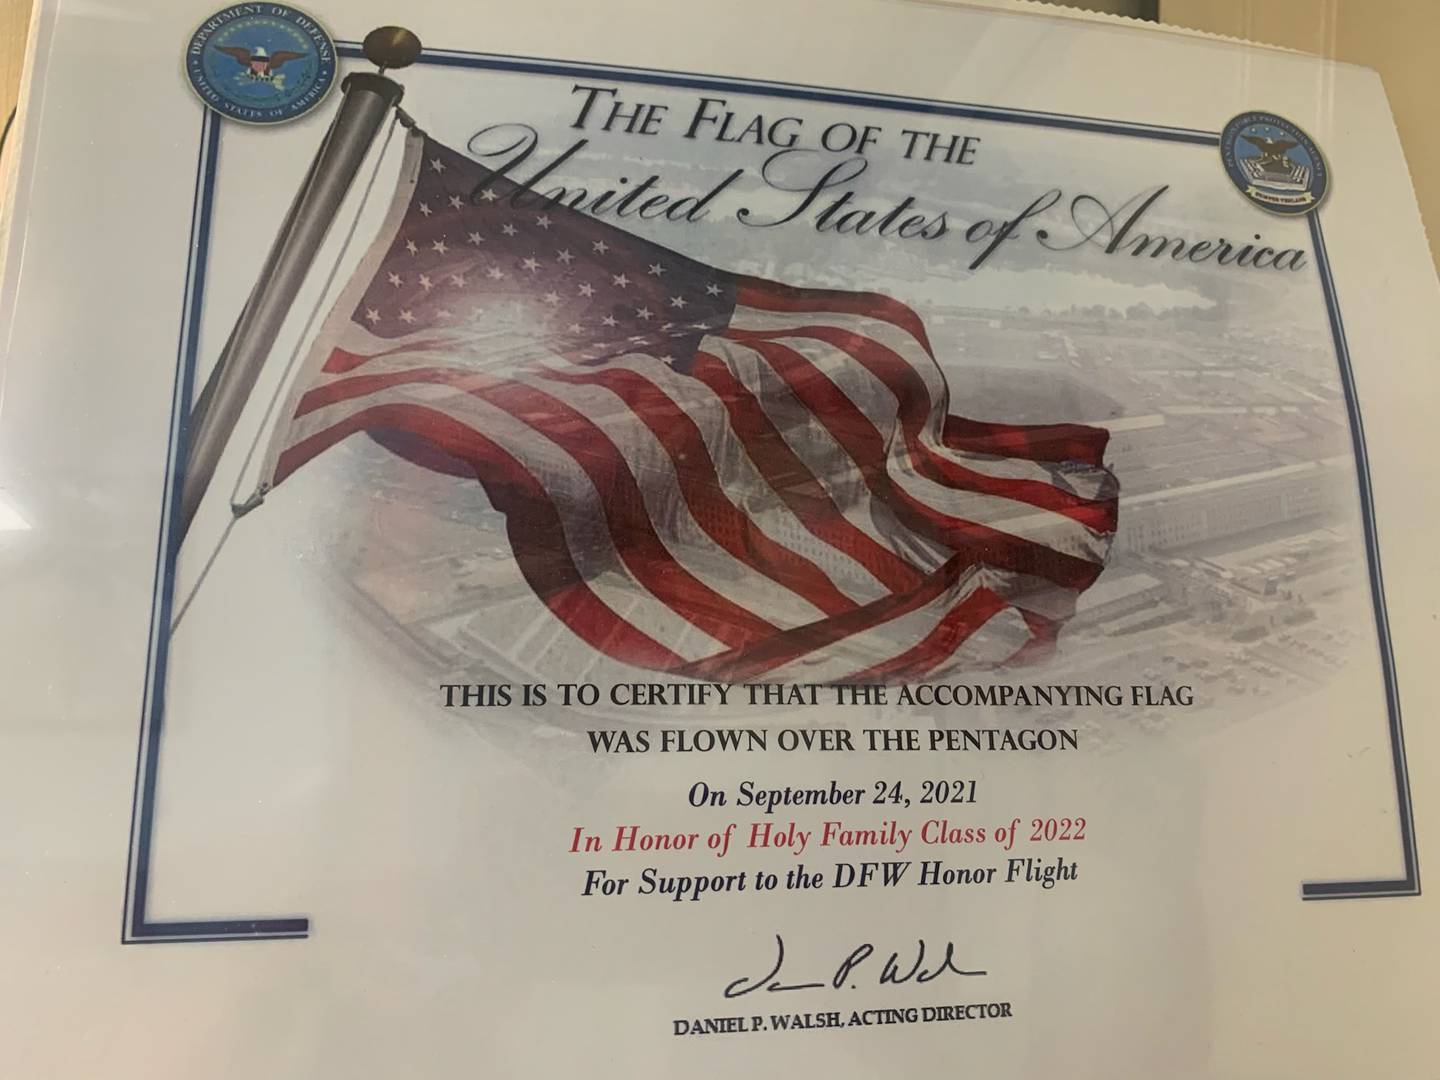 DEPARTMENT OF DEFENSE
UNITED STATES OF AMERICA
THE FLAG OF THE
United States of America
THIS IS TO CERTIFY THAT THE ACCOMPANYING FLAG
WAS FLOWN OVER THE PENTAGON
On September 24, 2021
In Honor of Holy Family Class of 2022
For Support to the DFW Honor Flight
DANIEL P. WALSH, ACTING DIRECTOR